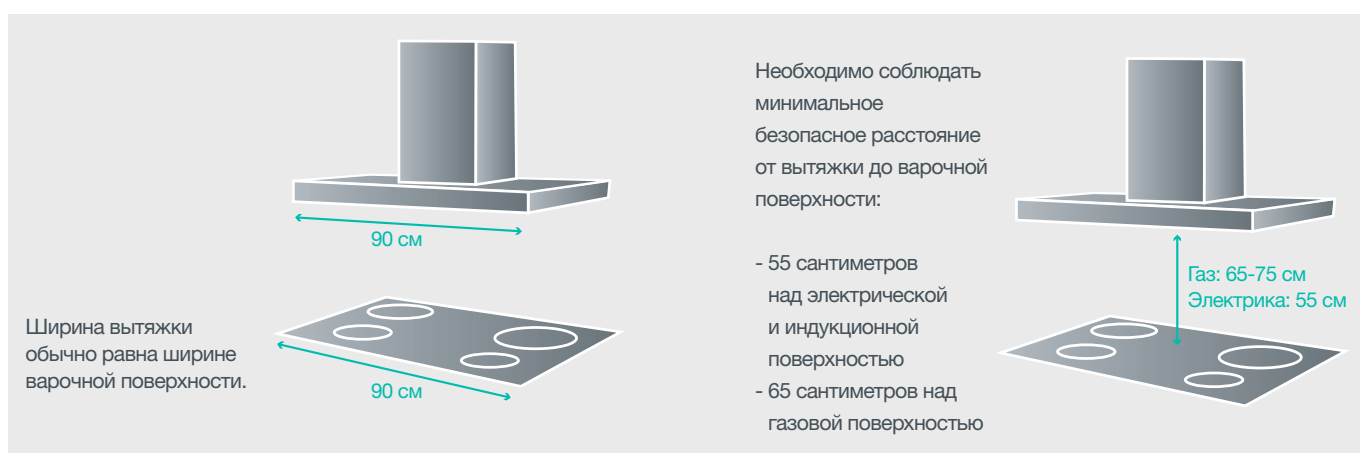 90 см
Ширина вытяжки
обычно равна ширине
варочной поверхности.
90 см
Необходимо соблюдать
минимальное
безопасное расстояние
от вытяжки до варочной
поверхности:
- 55 сантиметров
над электрической
и индукционной
поверхностью
- 65 сантиметров над
газовой поверхностью
Газ: 65-75 см
Электрика: 55 см